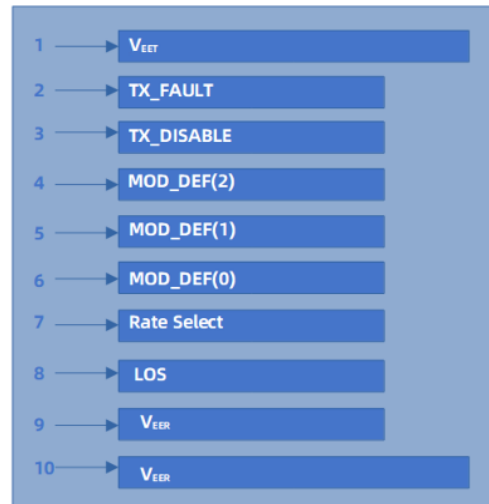 1 VEET
2 TX_FAULT
3 TX_DISABLE
4 MOD_DEF(2)
5 MOD_DEF(1)
6 MOD_DEF(0)
7 Rate Select
8 LOS
9 VEER
10 VEER